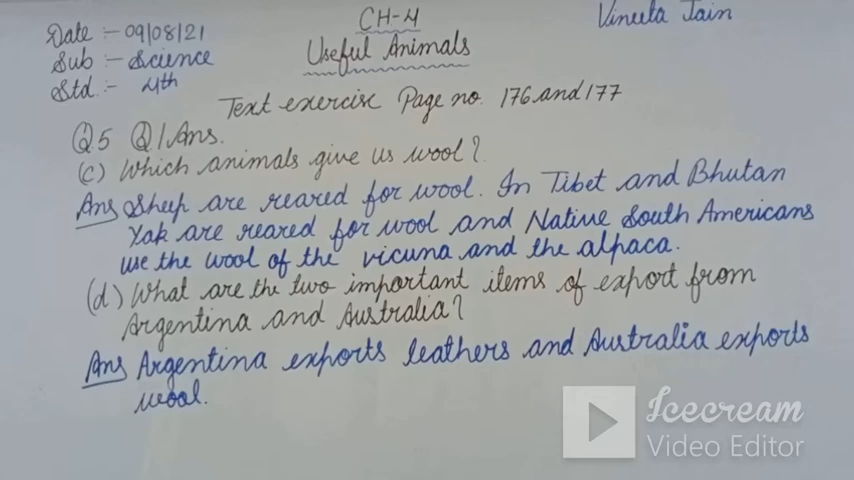 Date :- 09/08/21
Sub :- Science
Std :- 4th
CH-4
Useful Animals
Vineeta Jain
Text exercise Page no. 176 and 177
Q5 Q/Ans.
(c) Which animals give us wool?
Ans Sheep are reared for wool. In Tibet and Bhutan
Yak are reared for wool and Native South Americans
use the wool of the vicuna and the alpaca.
(d) What are the two important items of export from
Argentina and Australia?
Ans Argentina exports leathers and Australia exports
wool.
Icecream
Video Editor